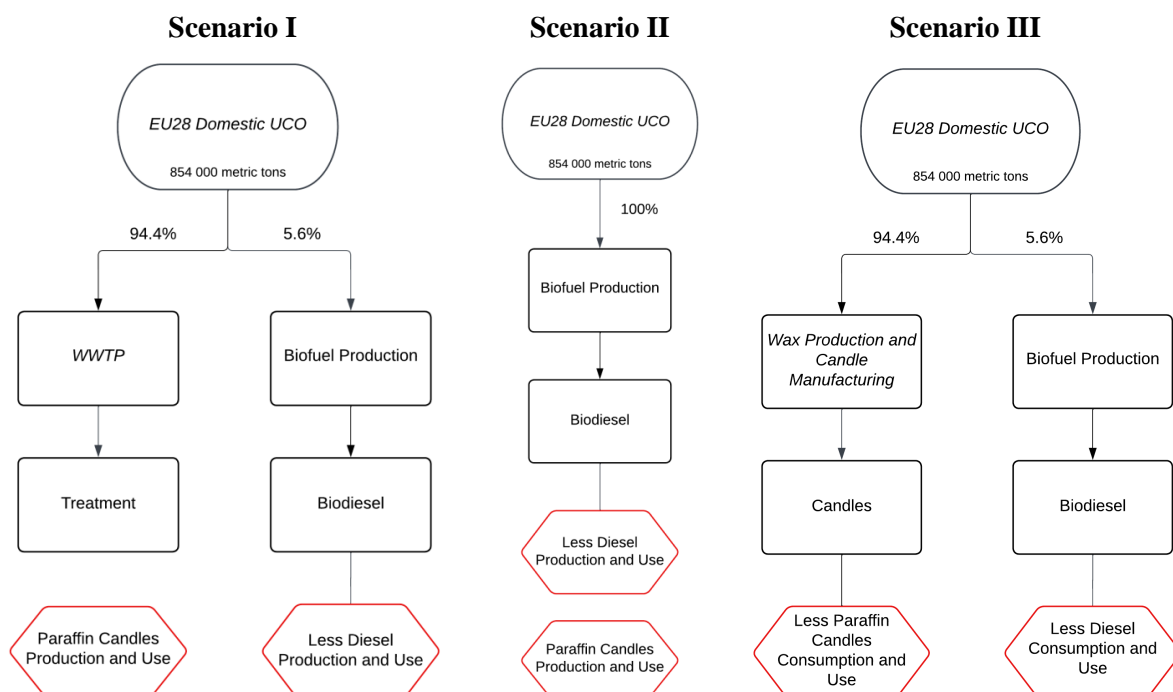 Scenario I
EU28 Domestic UCO
854 000 metric tons
94.4%
5.6%
WWTP
Biofuel Production
Treatment
Biodiesel
Paraffin Candles
Production and Use
Less Diesel
Production and Use
Scenario II
EU28 Domestic UCO
854 000 metric tons
100%
Biofuel Production
Biodiesel
Less Diesel
Production and Use
Paraffin Candles
Production and Use
Scenario III
EU28 Domestic UCO
854 000 metric tons
94.4%
5.6%
Wax Production and
Candle
Manufacturing
Biofuel Production
Candles
Biodiesel
Less Paraffin
Candles
Consumption and
Use
Less Diesel
Consumption and
Use